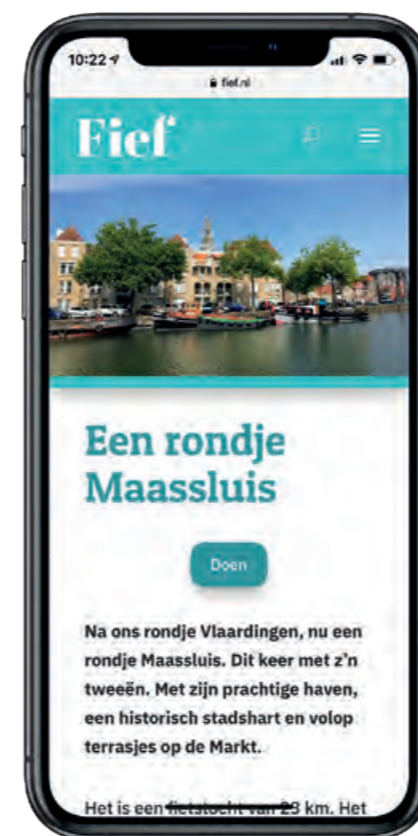 10:22
fief.nl
Fief
Een rondje
Maassluis
Doen
Na ons rondje Vlaardingen, nu een
rondje Maassluis. Dit keer met z'n
tweeën. Met zijn prachtige haven,
een historisch stadshart en volop
terrasjes op de Markt.
Het is een fietstocht van 23 km. Het